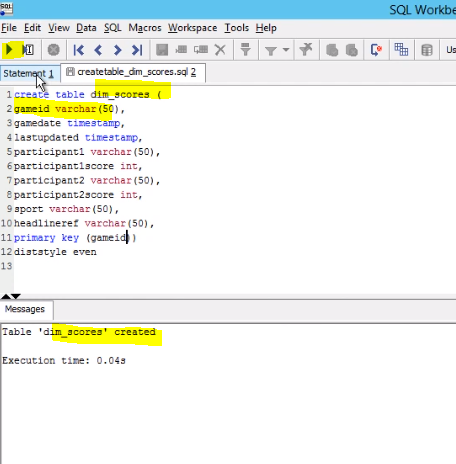 SQL
SQL Workbe
File Edit View Data SQL Macros Workspace Tools Help
Us
Statement 1 createtable_dim_scores.sql 2
1 create table dim_scores (
2 gameid varchar(50),
3 gamedate timestamp,
4 lastupdated timestamp,
5 participant1 varchar(50),
6 participant1score int,
7 participant2 varchar(50),
8 participant2score int,
9 sport varchar(50),
10 headlineref varchar(50),
11 primary key (gameid))
12 diststyle even
13
Messages
Table 'dim_scores' created
Execution time: 0.04s